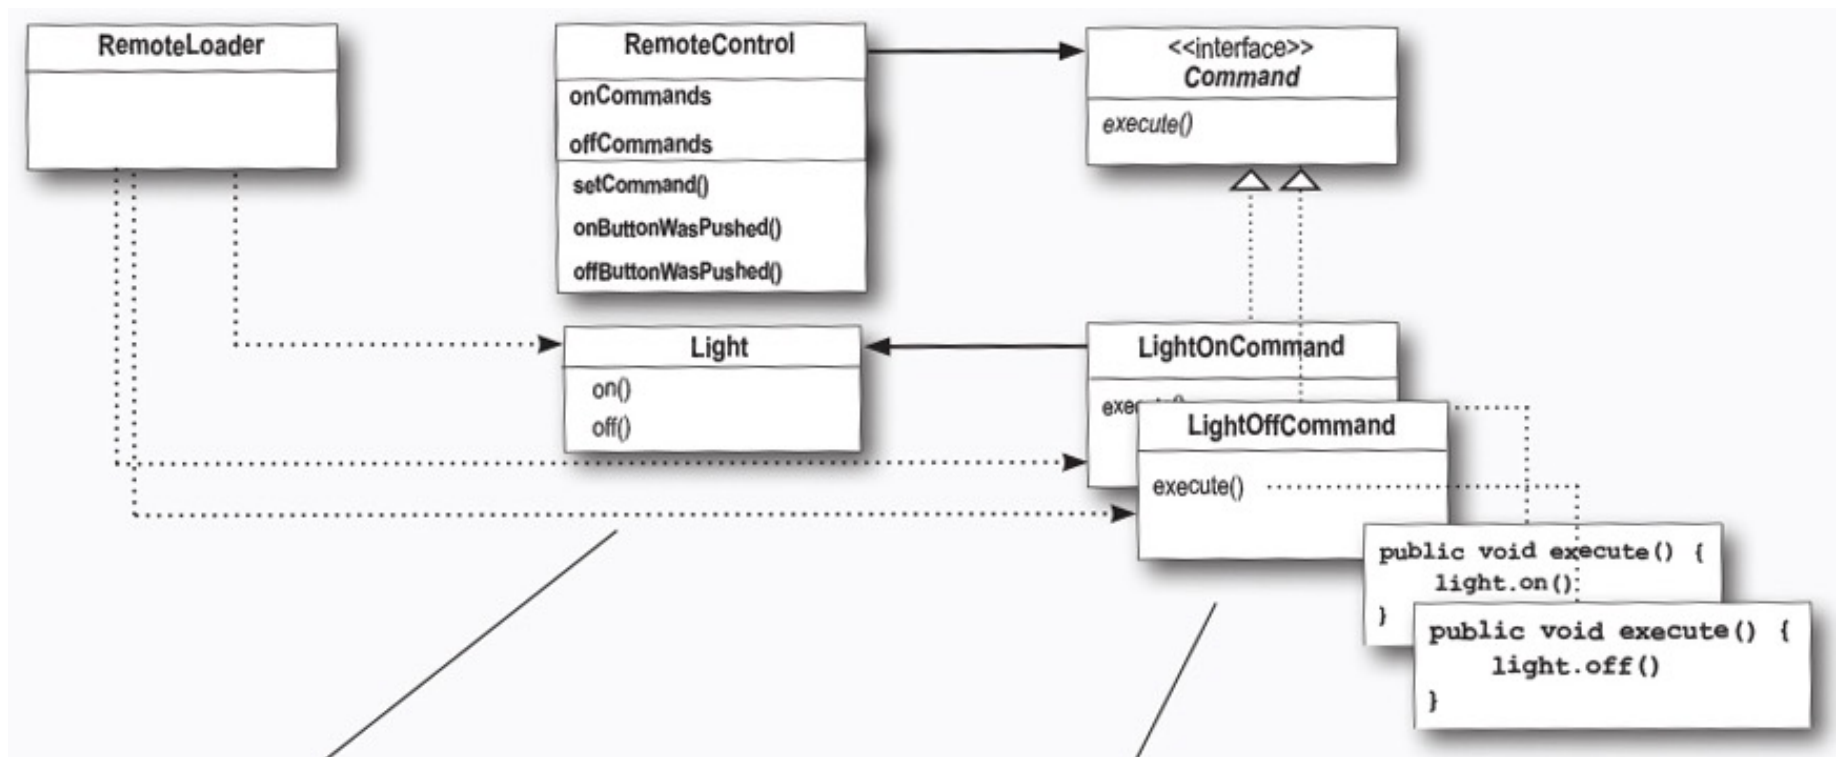 RemoteLoader
RemoteControl
onCommands
offCommands
setCommand()
onButtonWasPushed()
offButtonWasPushed()
<<interface>>
Command
execute()
Light
on()
off()
LightOnCommand
LightOffCommand
execute()
public void execute() {
light.on()
}
public void execute() {
light.off()
}